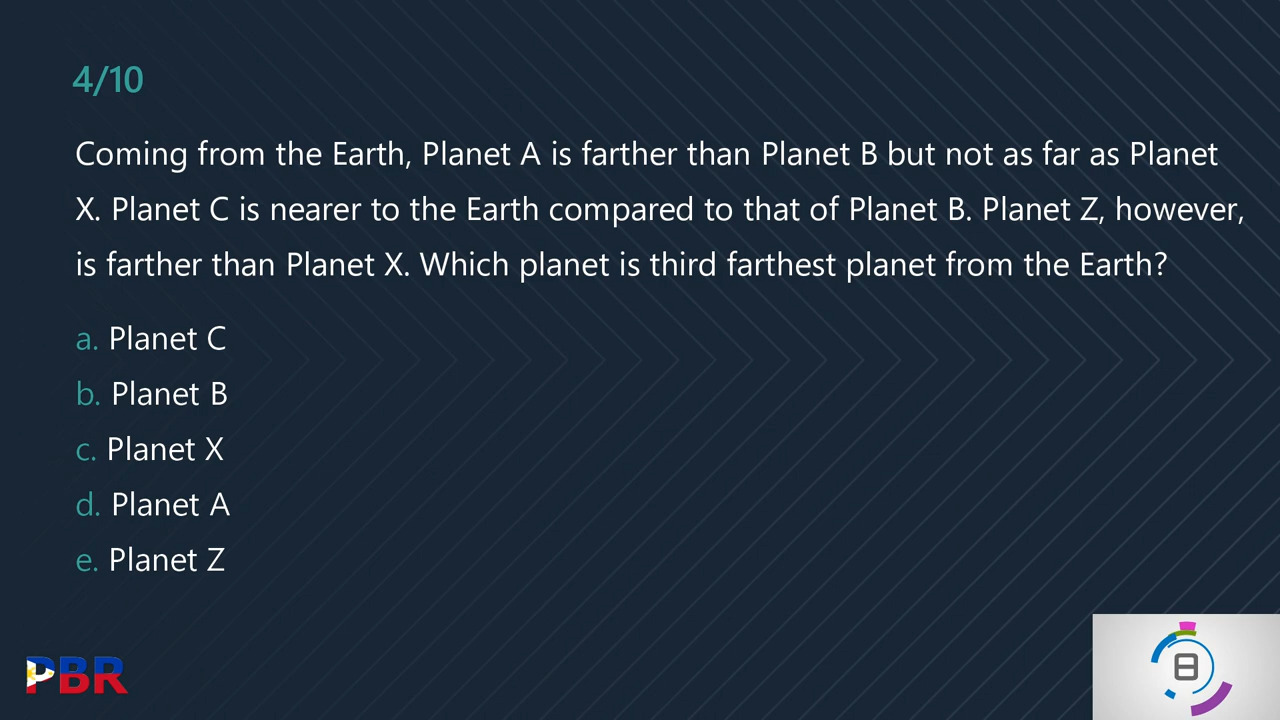 4/10
Coming from the Earth, Planet A is farther than Planet B but not as far as Planet
X. Planet C is nearer to the Earth compared to that of Planet B. Planet Z, however,
is farther than Planet X. Which planet is third farthest planet from the Earth?
a. Planet C
b. Planet B
c. Planet X
d. Planet A
e. Planet Z
PBR
8